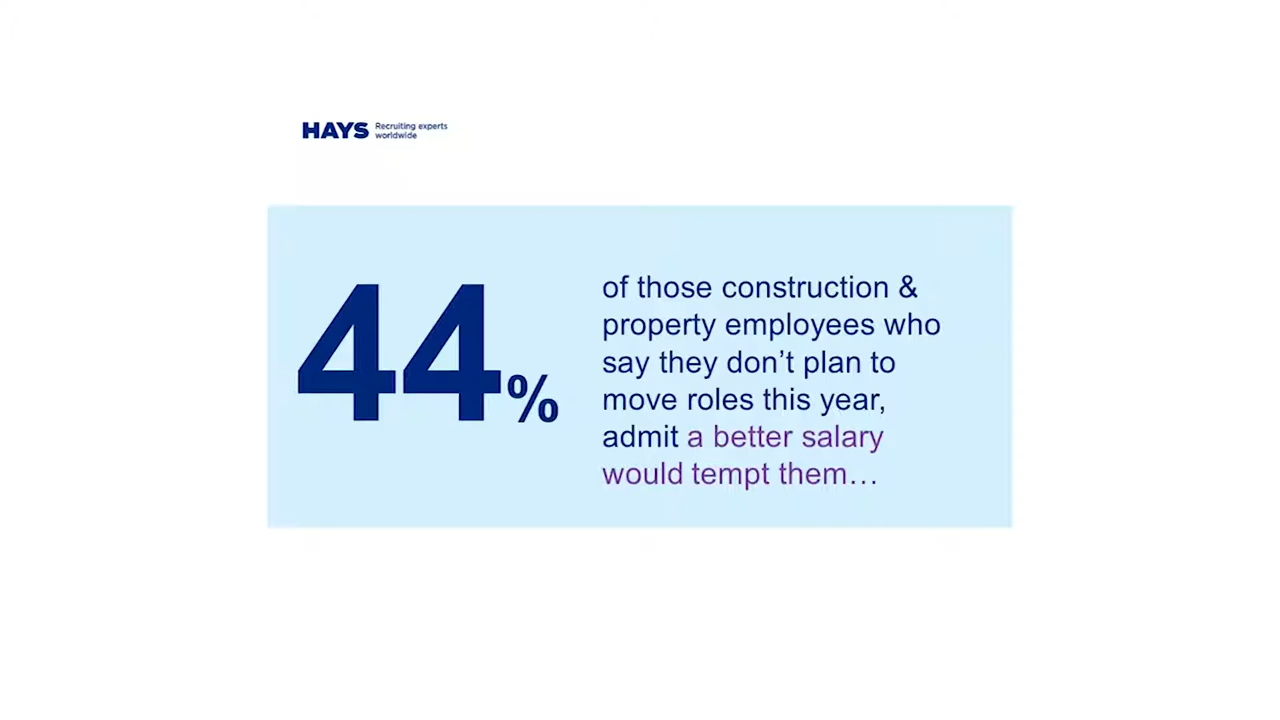 HAYS Recruiting experts
worldwide
44%
of those construction &
property employees who
say they don’t plan to
move roles this year,
admit a better salary
would tempt them…